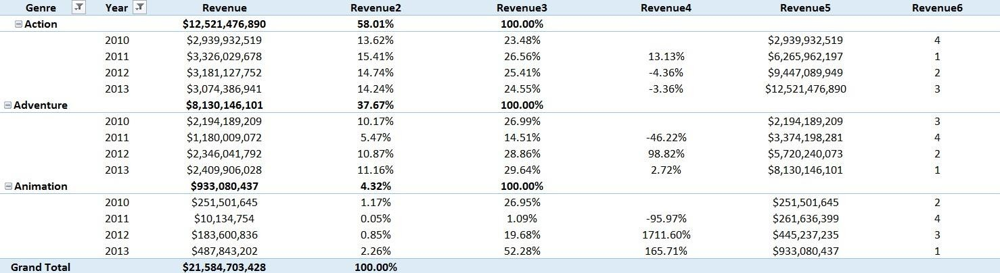 Genre Year Revenue Revenue2 Revenue3 Revenue4 Revenue5 Revenue6
Action $12,521,476,890 58.01% 100.00%
2010 $2,939,932,519 13.62% 23.48% $2,939,932,519 4
2011 $3,326,029,678 15.41% 26.56% 13.13% $6,265,962,197 1
2012 $3,181,127,752 14.74% 25.41% -4.36% $9,447,089,949 2
2013 $3,074,386,941 14.24% 24.55% -3.36% $12,521,476,890 3
Adventure $8,130,146,101 37.67% 100.00%
2010 $2,194,189,209 10.17% 26.99% $2,194,189,209 3
2011 $1,180,009,072 5.47% 14.51% -46.22% $3,374,198,281 4
2012 $2,346,041,792 10.87% 28.86% 98.82% $5,720,240,073 2
2013 $2,409,906,028 11.16% 29.64% 2.72% $8,130,146,101 1
Animation $933,080,437 4.32% 100.00%
2010 $251,501,645 1.17% 26.95% $251,501,645 2
2011 $10,134,754 0.05% 1.09% -95.97% $261,636,399 4
2012 $183,600,836 0.85% 19.68% 1711.60% $445,237,235 3
2013 $487,843,202 2.26% 52.28% 165.71% $933,080,437 1
Grand Total $21,584,703,428 100.00%